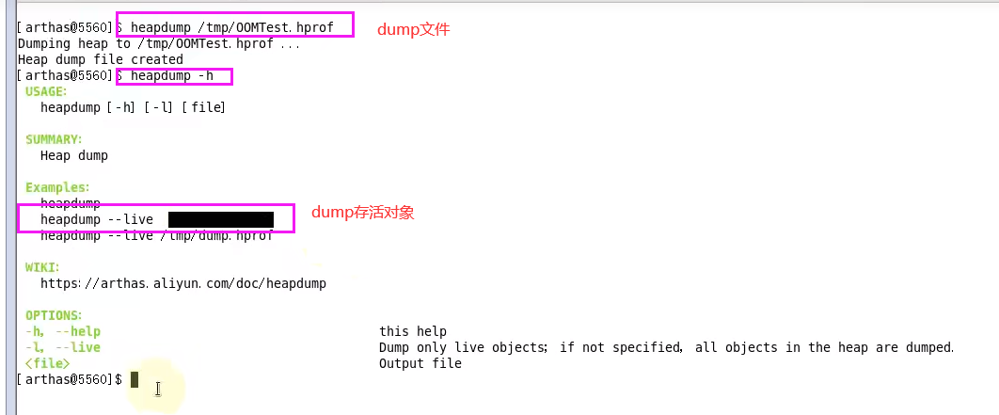 [arthas@5560]$ heapdump /tmp/OOMTest.hprof dump文件
Dumping heap to /tmp/OOMTest.hprof ...
Heap dump file created
[arthas@5560]$ heapdump -h
USAGE:
heapdump [-h] [-l] [file]
SUMMARY:
Heap dump
Examples:
heapdump
heapdump --live dump存活对象
heapdump --live /tmp/dump.hprof
WIKI:
https://arthas.aliyun.com/doc/heapdump
OPTIONS:
-h, --help this help
-l, --live Dump only live objects; if not specified, all objects in the heap are dumped.
<file> Output file
[arthas@5560]$